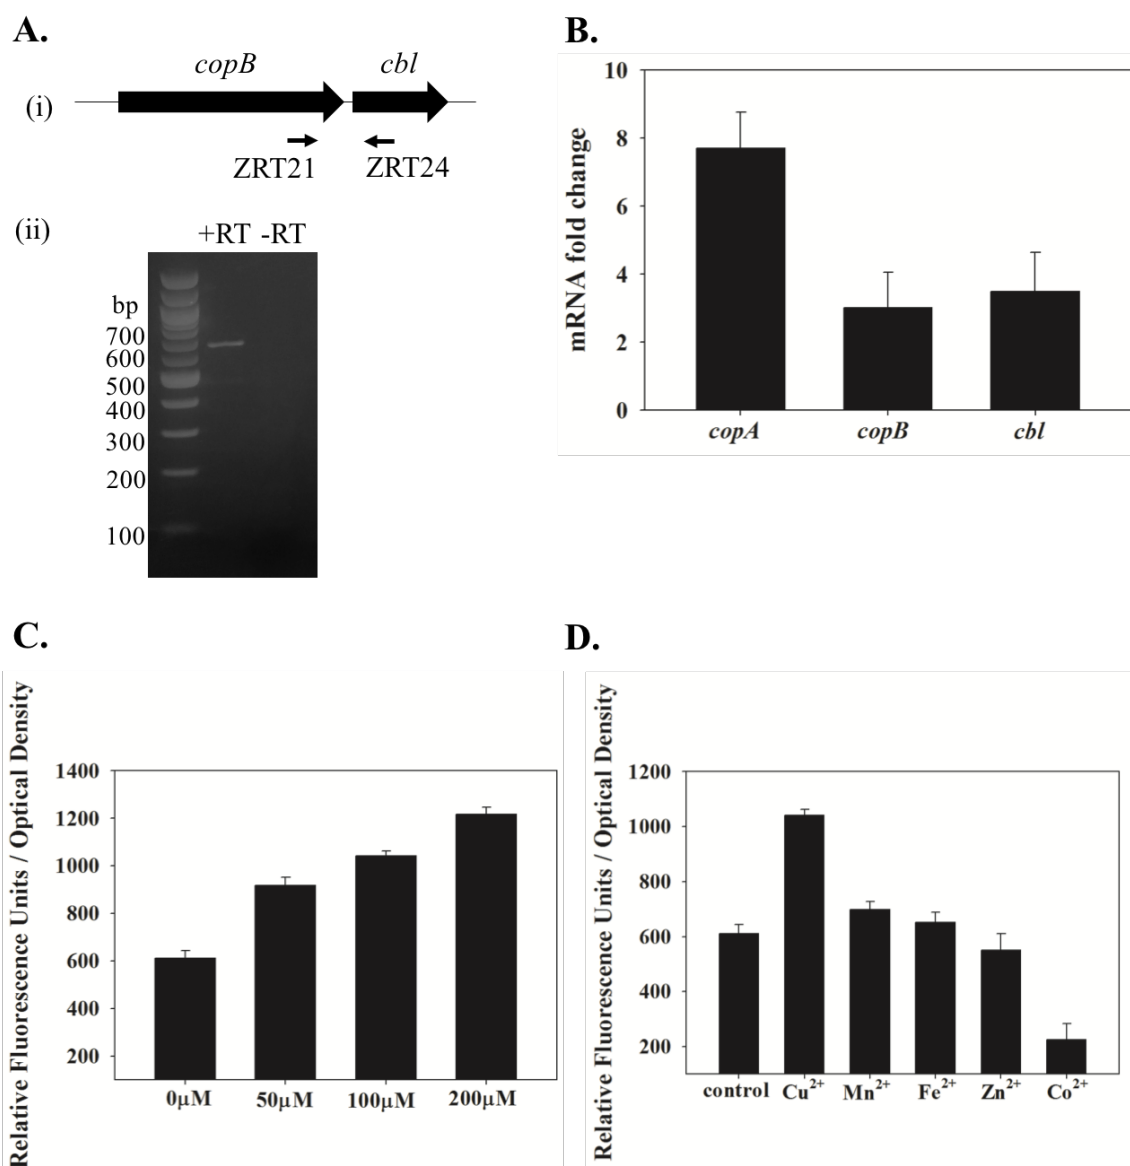 A.
copB cbl
(i)
ZRT21 ZRT24
(ii)
+RT -RT
bp
700
600
500
400
300
200
100
B.
mRNA fold change
10
8
6
4
2
0
copA copB cbl
C.
Relative Fluorescence Units / Optical Density
1400
1200
1000
800
600
400
200
0µM 50µM 100µM 200µM
D.
Relative Fluorescence Units / Optical Density
1200
1000
800
600
400
200
control Cu²⁺ Mn²⁺ Fe²⁺ Zn²⁺ Co²⁺